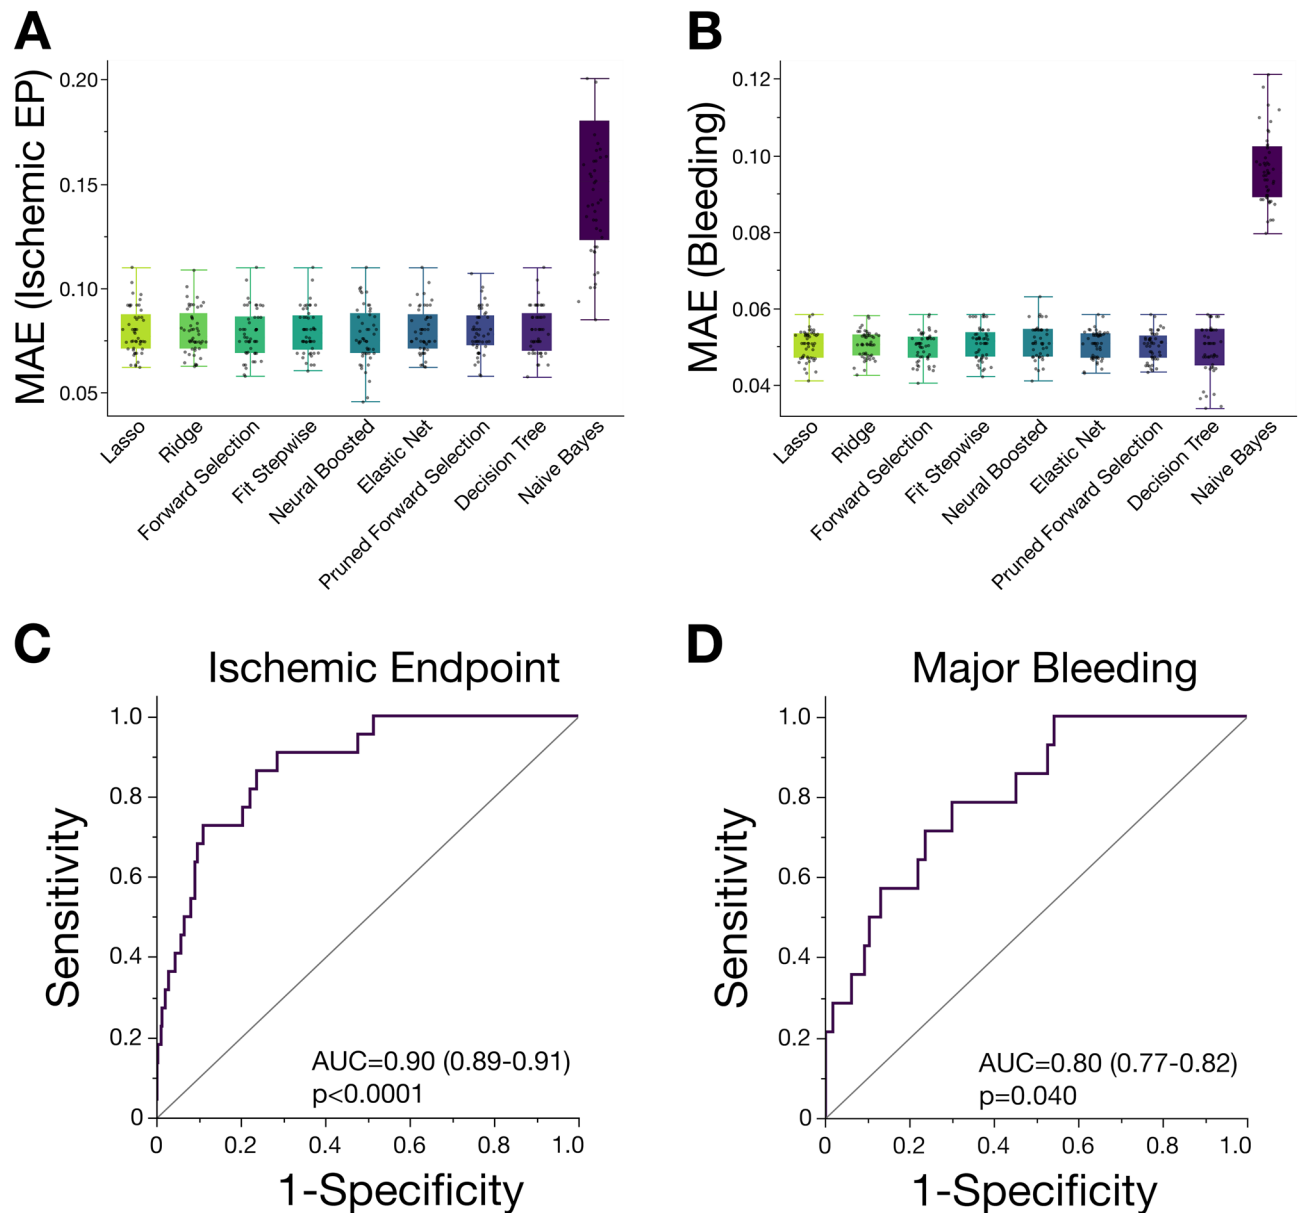 A
MAE (Ischemic EP)
0.20
0.15
0.10
0.05
Lasso
Ridge
Forward Selection
Fit Stepwise
Neural Boosted
Elastic Net
Pruned Forward Selection
Decision Tree
Naive Bayes
B
MAE (Bleeding)
0.12
0.10
0.08
0.06
0.04
Lasso
Ridge
Forward Selection
Fit Stepwise
Neural Boosted
Elastic Net
Pruned Forward Selection
Decision Tree
Naive Bayes
C
Ischemic Endpoint
Sensitivity
1.0
0.8
0.6
0.4
0.2
0
AUC=0.90 (0.89-0.91)
p<0.0001
0 0.2 0.4 0.6 0.8 1.0
1-Specificity
D
Major Bleeding
Sensitivity
1.0
0.8
0.6
0.4
0.2
0
AUC=0.80 (0.77-0.82)
p=0.040
0 0.2 0.4 0.6 0.8 1.0
1-Specificity